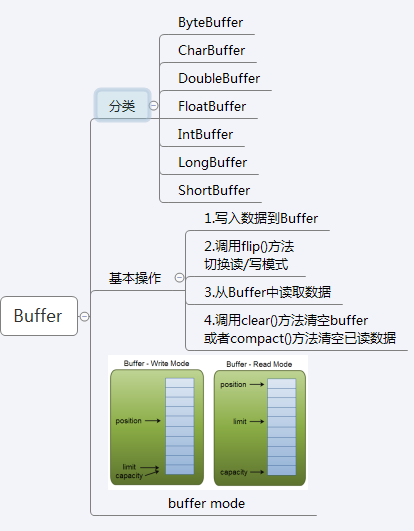 ByteBuffer
CharBuffer
DoubleBuffer
分类
FloatBuffer
IntBuffer
LongBuffer
ShortBuffer
1.写入数据到Buffer
2.调用flip()方法
切换读/写模式
基本操作
3.从Buffer中读取数据
4.调用clear()方法清空buffer
或者compact()方法清空已读数据
Buffer
Buffer - Write Mode
position
limit
capacity
Buffer - Read Mode
position
limit
capacity
buffer mode